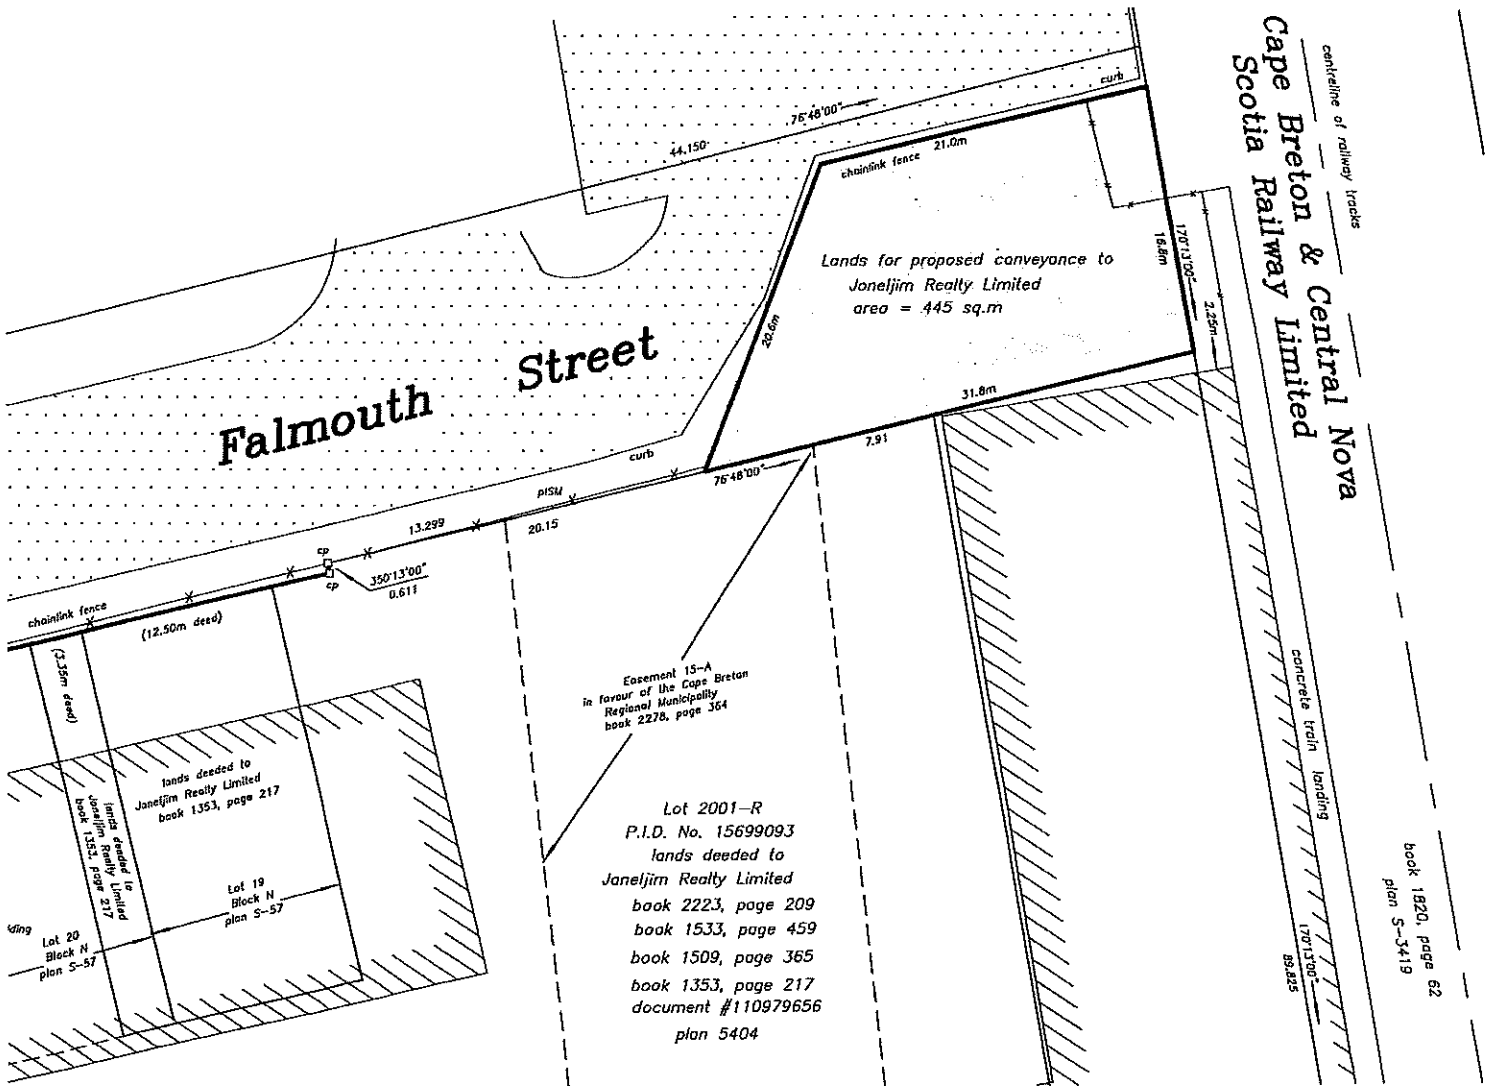 centreline of railway tracks
Cape Breton & Central Nova
Scotia Railway Limited
curb
76°48'00"
44.150
21.0m
chainlink fence
170°13'00"
16.8m
2.25m
Lands for proposed conveyance to
Janeljim Realty Limited
area = 445 sq.m
20.6m
31.8m
Falmouth Street
7.91
curb
76°48'00"
PISM
20.15
13.299
cp
cp
350°13'00"
0.611
chainlink fence
(12.50m deed)
(3.35m deed)
Easement 15-A
in favour of the Cape Breton
Regional Municipality
book 2278, page 364
concrete train landing
lands deeded to
Janeljim Realty Limited
book 1353, page 217
lands deeded to
Janeljim Realty Limited
book 1353, page 217
Lot 2001-R
P.I.D. No. 15699093
lands deeded to
Janeljim Realty Limited
book 2223, page 209
book 1533, page 459
book 1509, page 365
book 1353, page 217
document #110979656
plan 5404
Lot 19
Block N
plan S-57
Lot 20
Block N
plan S-57
book 1820, page 62
plan S-3419
170°13'00"
89.825